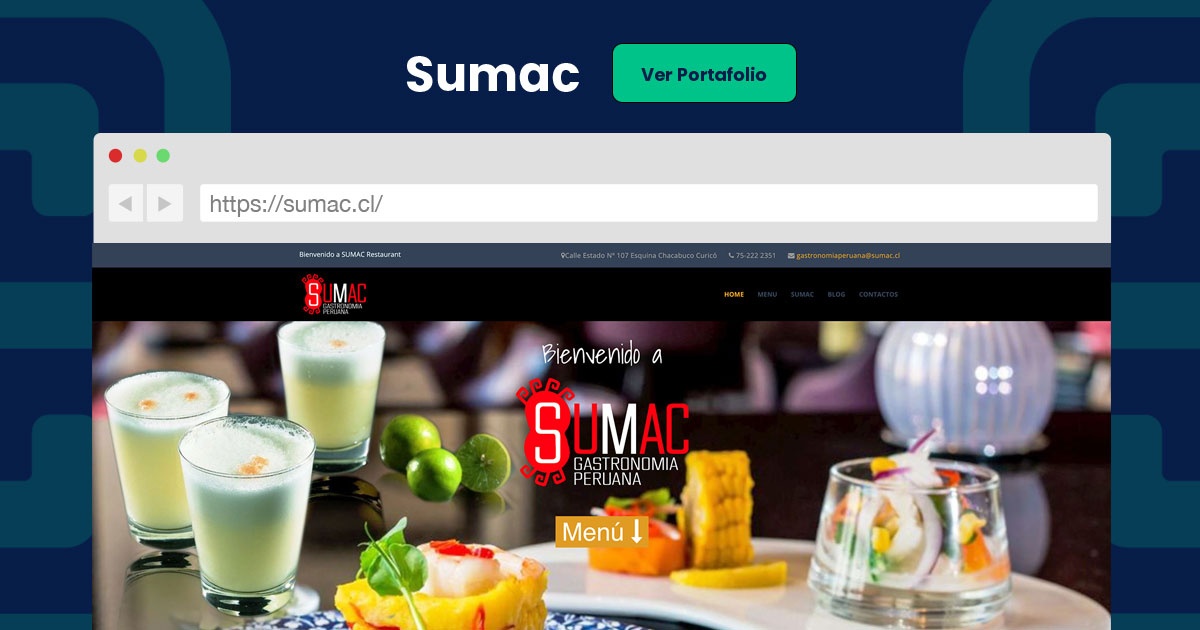 Sumac
Ver Portafolio
https://sumac.cl/
Bienvenido a SUMAC Restaurant
Calle Estado N° 107 Esquina Chacabuco Curicó
75-222 2351
gastronomiaperuana@sumac.cl
SUMAC
GASTRONOMIA
PERUANA
HOME
MENU
SUMAC
BLOG
CONTACTOS
Bienvenido a
SUMAC
GASTRONOMIA
PERUANA
Menú